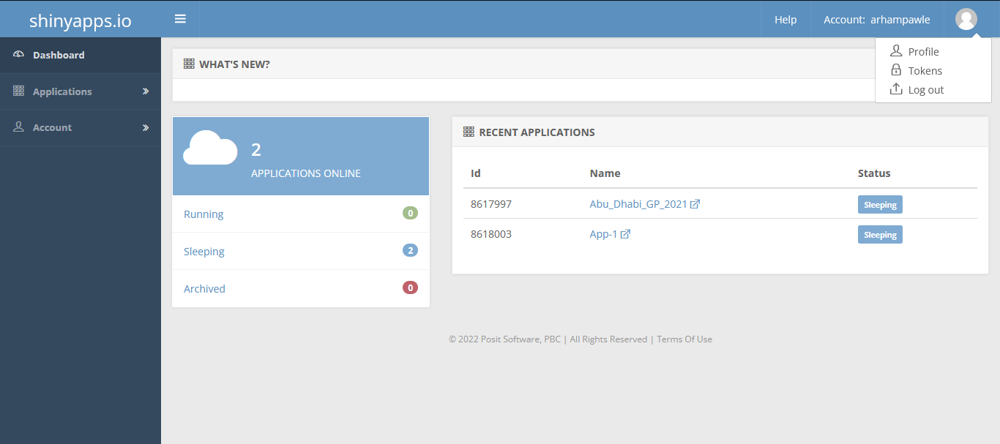 shinyapps.io
Help
Account: arhampawle
Profile
Tokens
Log out
Dashboard
Applications
Account
WHAT'S NEW?
2
APPLICATIONS ONLINE
Running 0
Sleeping 2
Archived 0
RECENT APPLICATIONS
Id Name Status
8617997 Abu_Dhabi_GP_2021 Sleeping
8618003 App-1 Sleeping
© 2022 Posit Software, PBC | All Rights Reserved | Terms Of Use